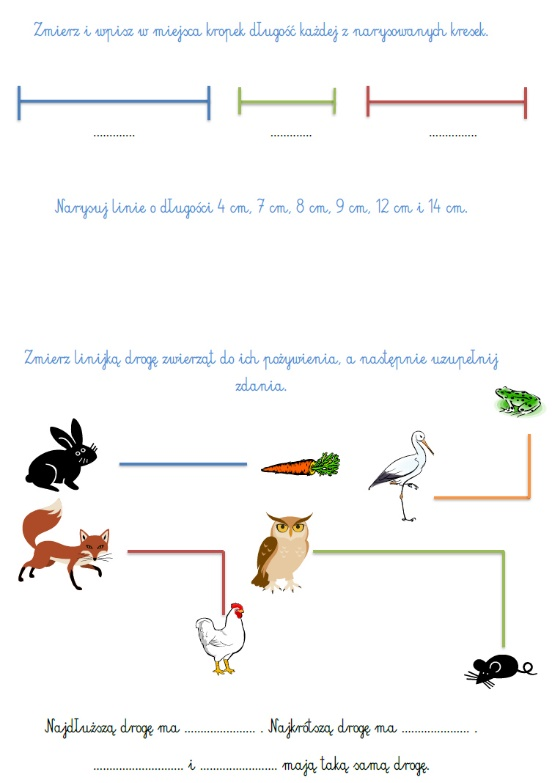 Zmierz i wpisz w miejsca kropek długość każdej z narysowanych kresek.
............. ............. ...............
Narysuj linie o długości 4 cm, 7 cm, 8 cm, 9 cm, 12 cm i 14 cm.
Zmierz linijką drogę zwierząt do ich pożywienia, a następnie uzupełnij
zdania.
Najdłuższą drogę ma ...................... . Najkrótszą drogę ma ..................... .
............................ i ........................ mają taką samą drogę.